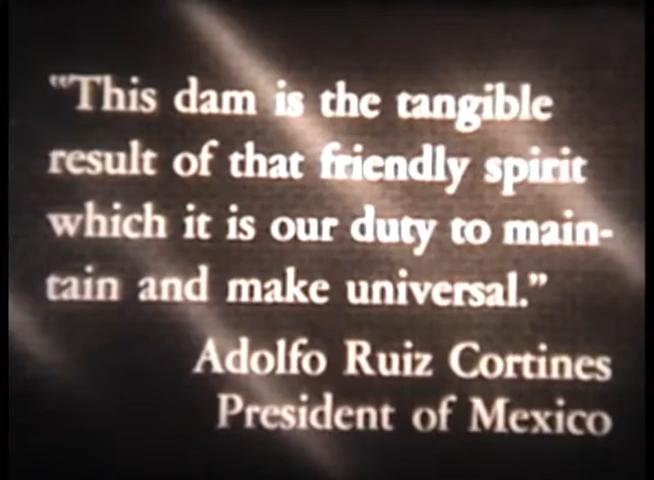 “This dam is the tangible
result of that friendly spirit
which it is our duty to main-
tain and make universal.”
Adolfo Ruiz Cortines
President of Mexico